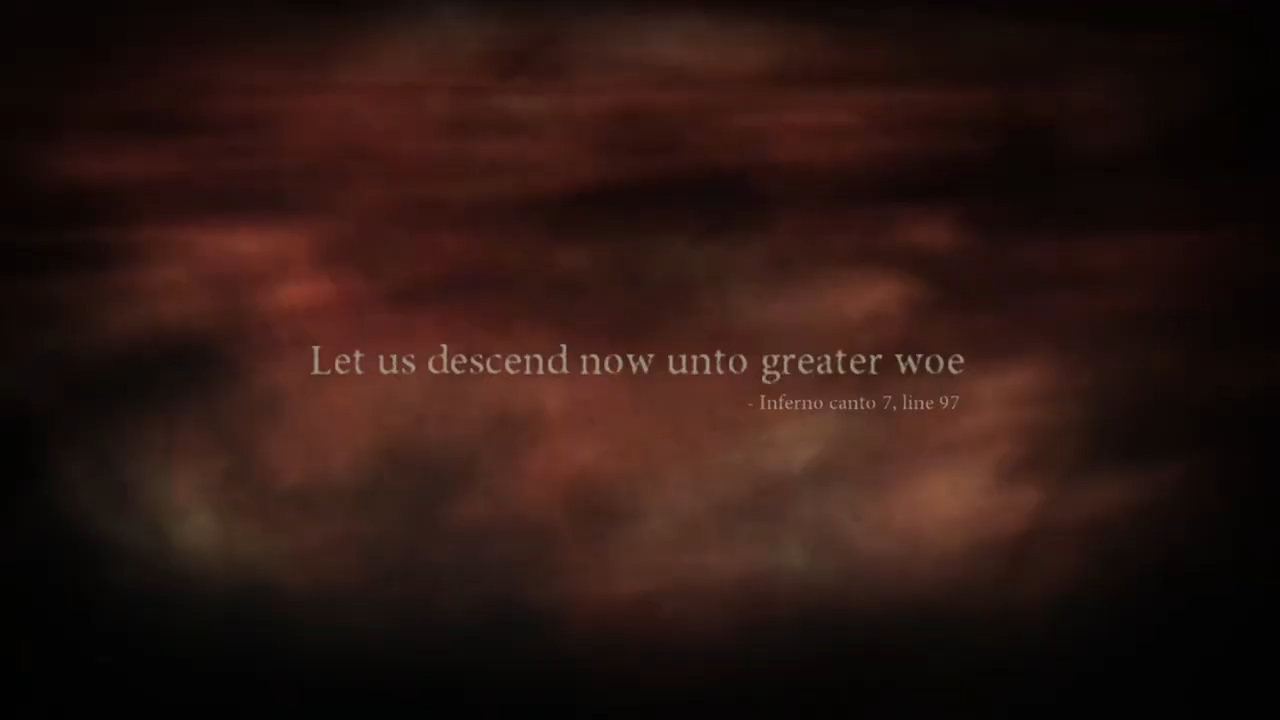 Let us descend now unto greater woe
- Inferno canto 7, line 97